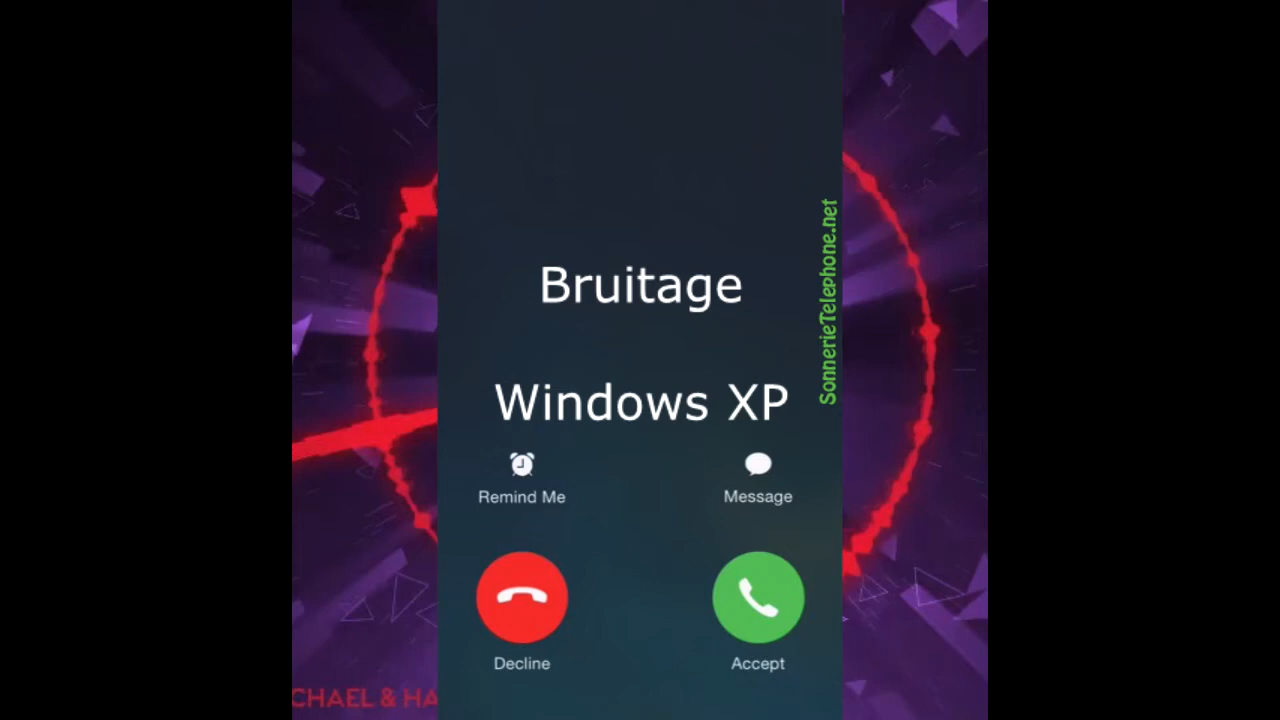 Bruitage
Windows XP
SonnerieTelephone.net
Remind Me
Message
Decline
Accept
CHAEL & HA